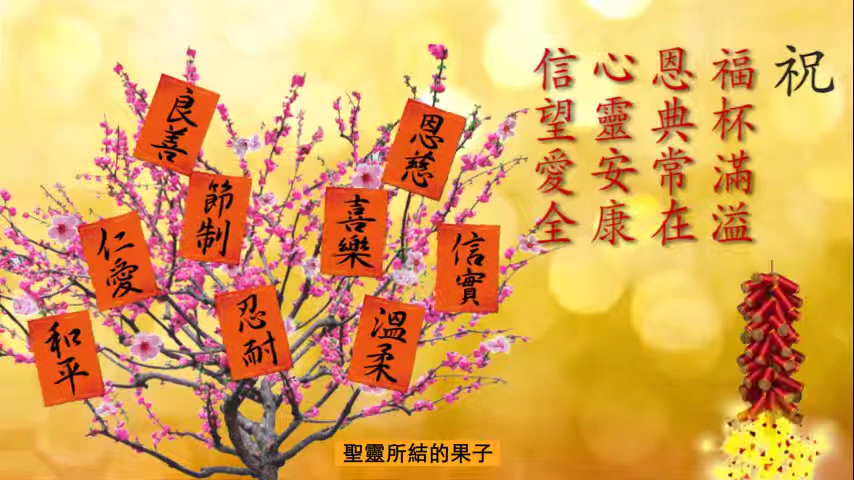 祝
福杯滿溢
恩典常在
心靈安康
信望愛全
良善
恩慈
節制
喜樂
仁愛
信實
忍耐
溫柔
和平
聖靈所結的果子